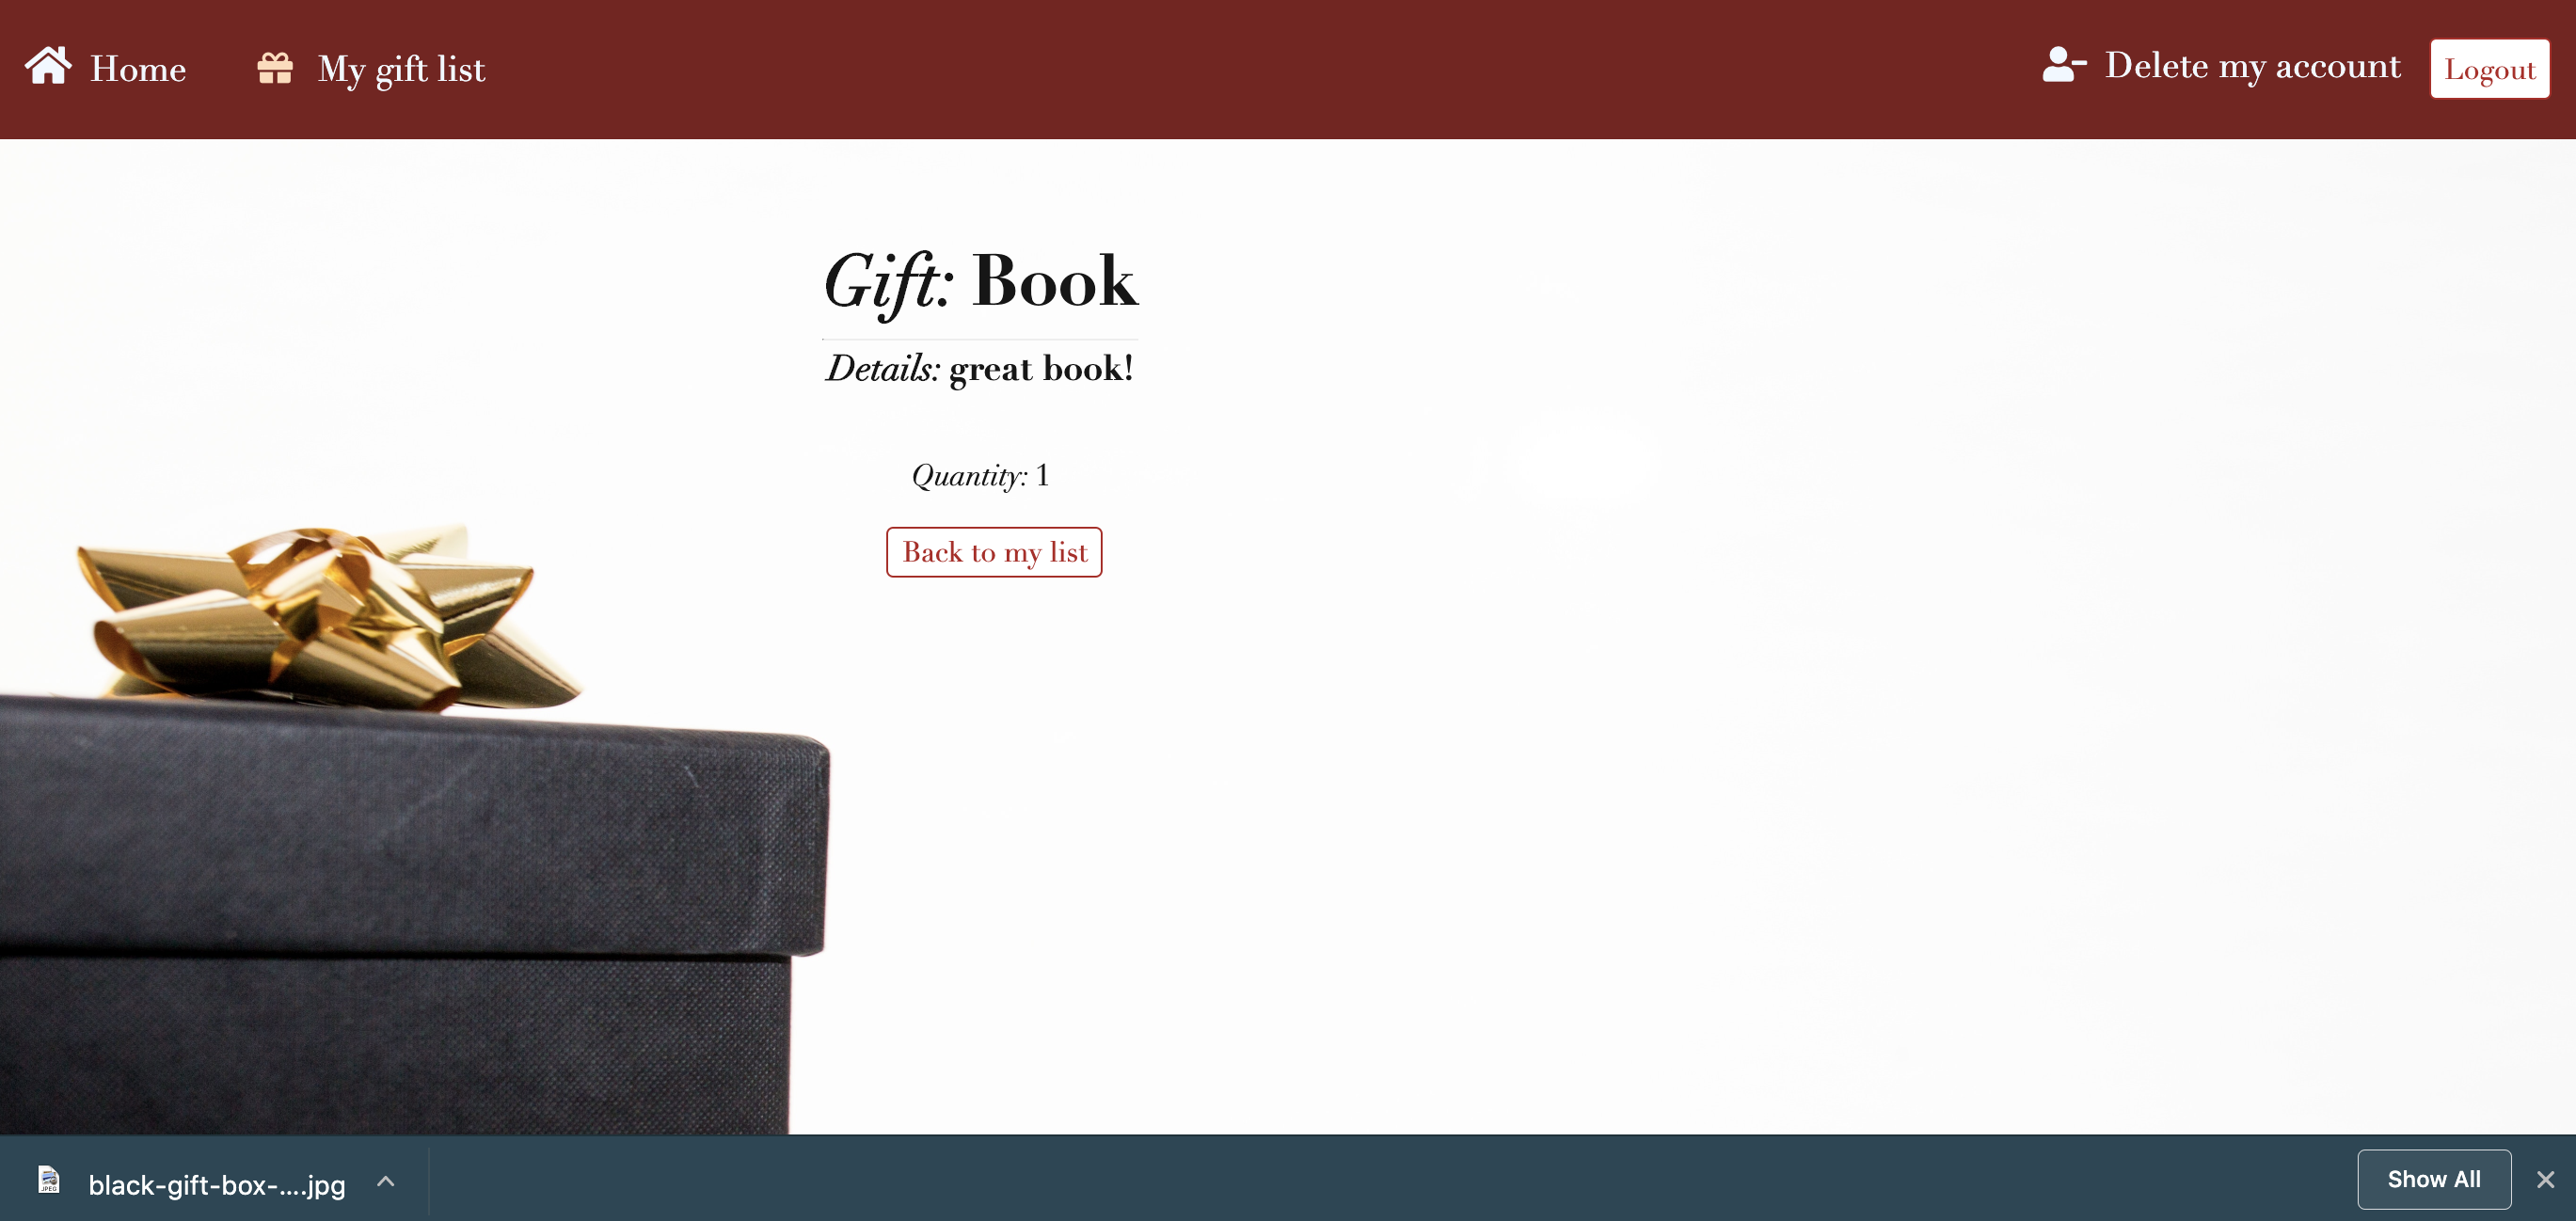 Home My gift list Delete my account Logout
Gift: Book
Details: great book!
Quantity: 1
Back to my list
JPEG black-gift-box-....jpg Show All